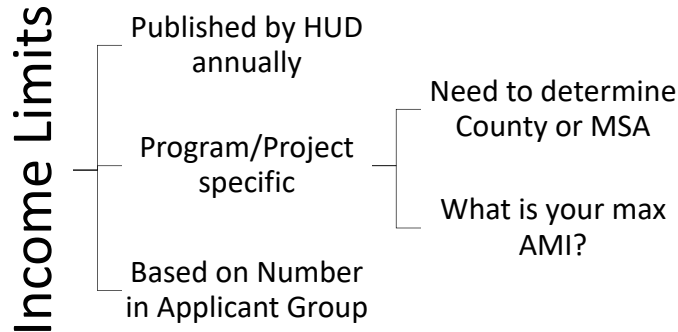 Income Limits
Published by HUD
annually
Program/Project
specific
Need to determine
County or MSA
What is your max
AMI?
Based on Number
in Applicant Group